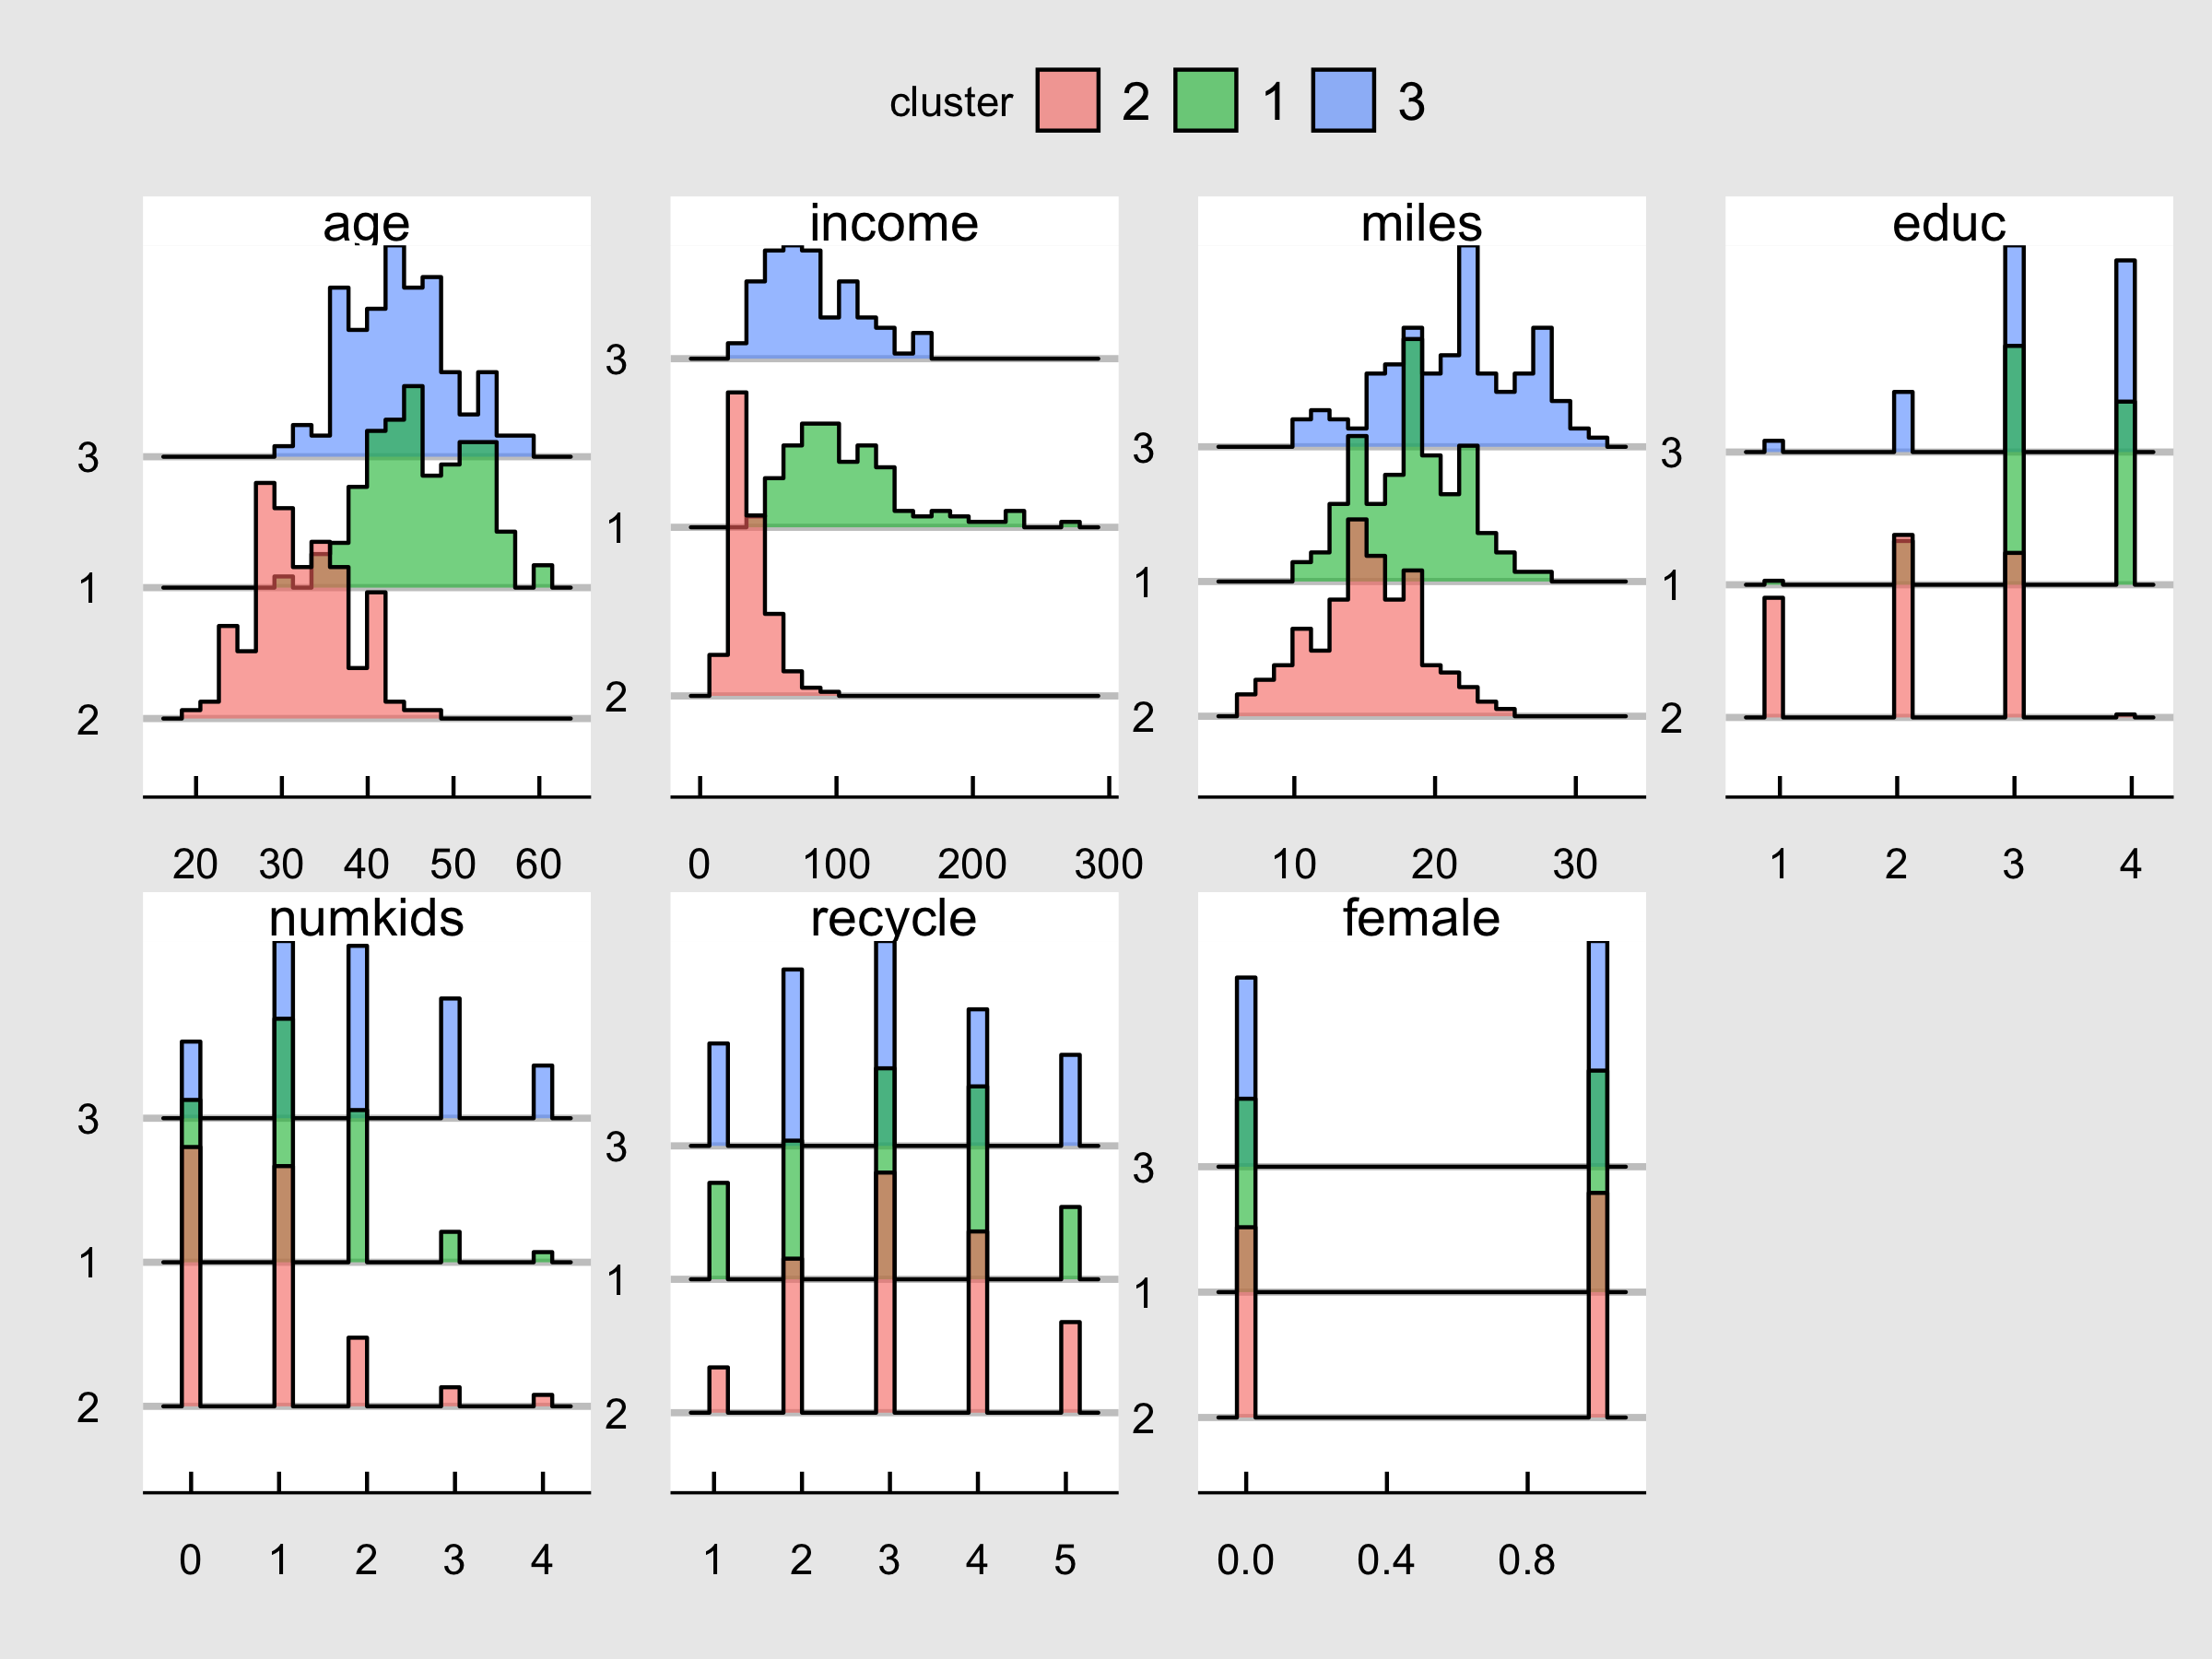 cluster 2 1 3
age income miles educ
3 3 3 3
1 1 1 1
2 2 2 2
20 30 40 50 60 0 100 200 300 10 20 30 1 2 3 4
numkids recycle female
3 3 3
1 1 1
2 2 2
0 1 2 3 4 1 2 3 4 5 0.0 0.4 0.8